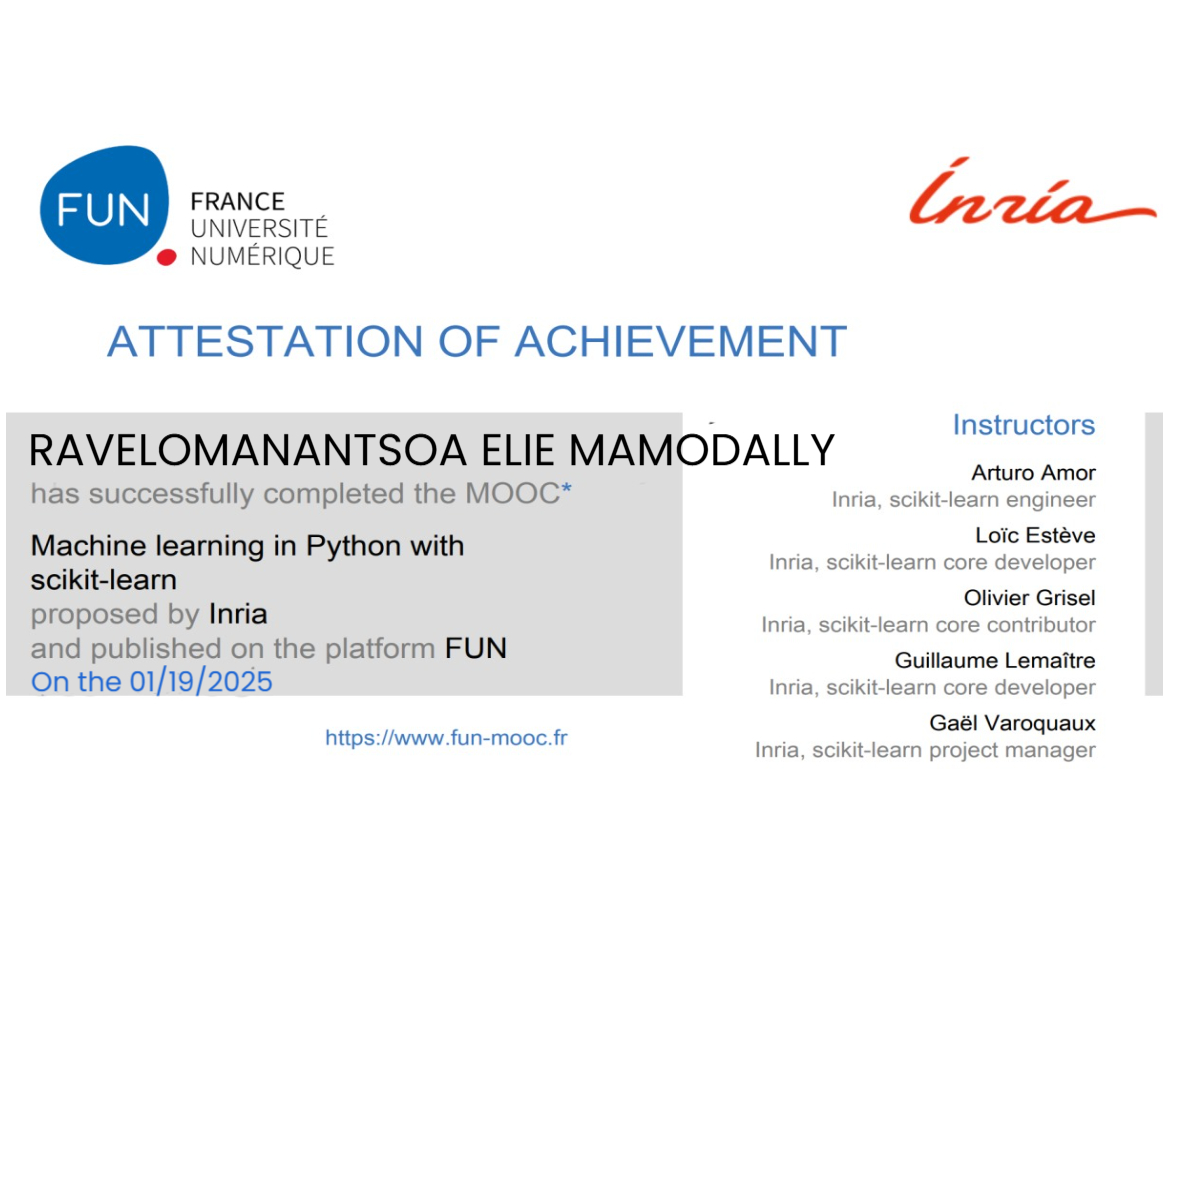 FUN
FRANCE
UNIVERSITÉ
NUMÉRIQUE
Inria
ATTESTATION OF ACHIEVEMENT
RAVELOMANANTSOA ELIE MAMODALLY
has successfully completed the MOOC*
Machine learning in Python with
scikit-learn
proposed by Inria
and published on the platform FUN
On the 01/19/2025
https://www.fun-mooc.fr
Instructors
Arturo Amor
Inria, scikit-learn engineer
Loïc Estève
Inria, scikit-learn core developer
Olivier Grisel
Inria, scikit-learn core contributor
Guillaume Lemaître
Inria, scikit-learn core developer
Gaël Varoquaux
Inria, scikit-learn project manager